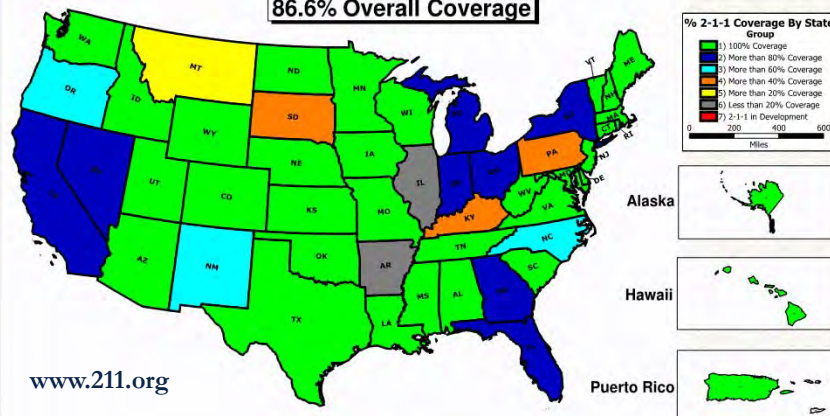 86.6% Overall Coverage
% 2-1-1 Coverage By State
Group
1) 100% Coverage
2) More than 80% Coverage
3) More than 60% Coverage
4) More than 40% Coverage
5) More than 20% Coverage
6) Less than 20% Coverage
7) 2-1-1 in Development
0 200 400 600
Miles
WA
MT
ND
MN
VT
ME
OR
ID
SD
WI
NH
MA
CT
RI
WY
NE
IA
PA
NJ
DE
UT
CO
KS
MO
IL
WV
VA
KY
AZ
NM
OK
AR
TN
NC
SC
TX
LA
MS
AL
Alaska
Hawaii
Puerto Rico
www.211.org